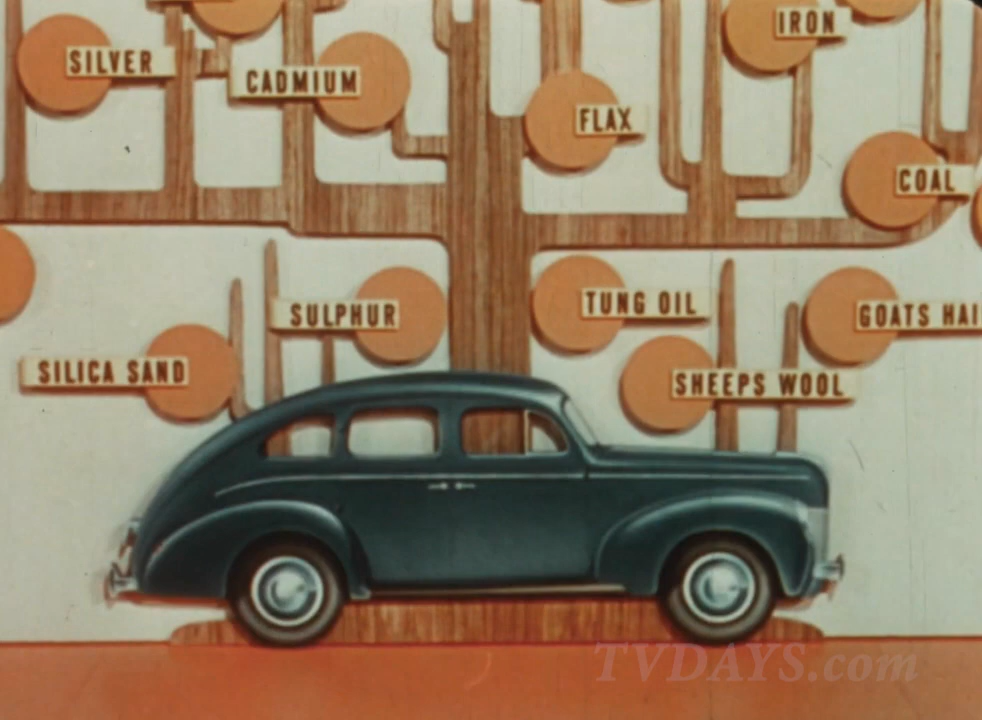 IRON
SILVER
CADMIUM
FLAX
COAL
SULPHUR
TUNG OIL
GOATS HAI
SILICA SAND
SHEEPS WOOL
TVDAYS.com